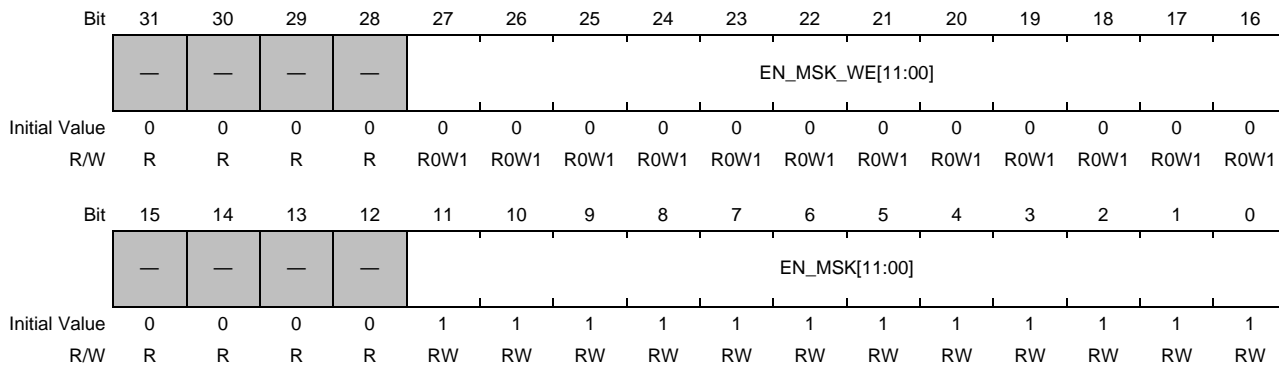 Bit 31 30 29 28 27 26 25 24 23 22 21 20 19 18 17 16
— — — — EN_MSK_WE[11:00]
Initial Value 0 0 0 0 0 0 0 0 0 0 0 0 0 0 0 0
R/W R R R R R0W1 R0W1 R0W1 R0W1 R0W1 R0W1 R0W1 R0W1 R0W1 R0W1 R0W1 R0W1
Bit 15 14 13 12 11 10 9 8 7 6 5 4 3 2 1 0
— — — — EN_MSK[11:00]
Initial Value 0 0 0 0 1 1 1 1 1 1 1 1 1 1 1 1
R/W R R R R RW RW RW RW RW RW RW RW RW RW RW RW